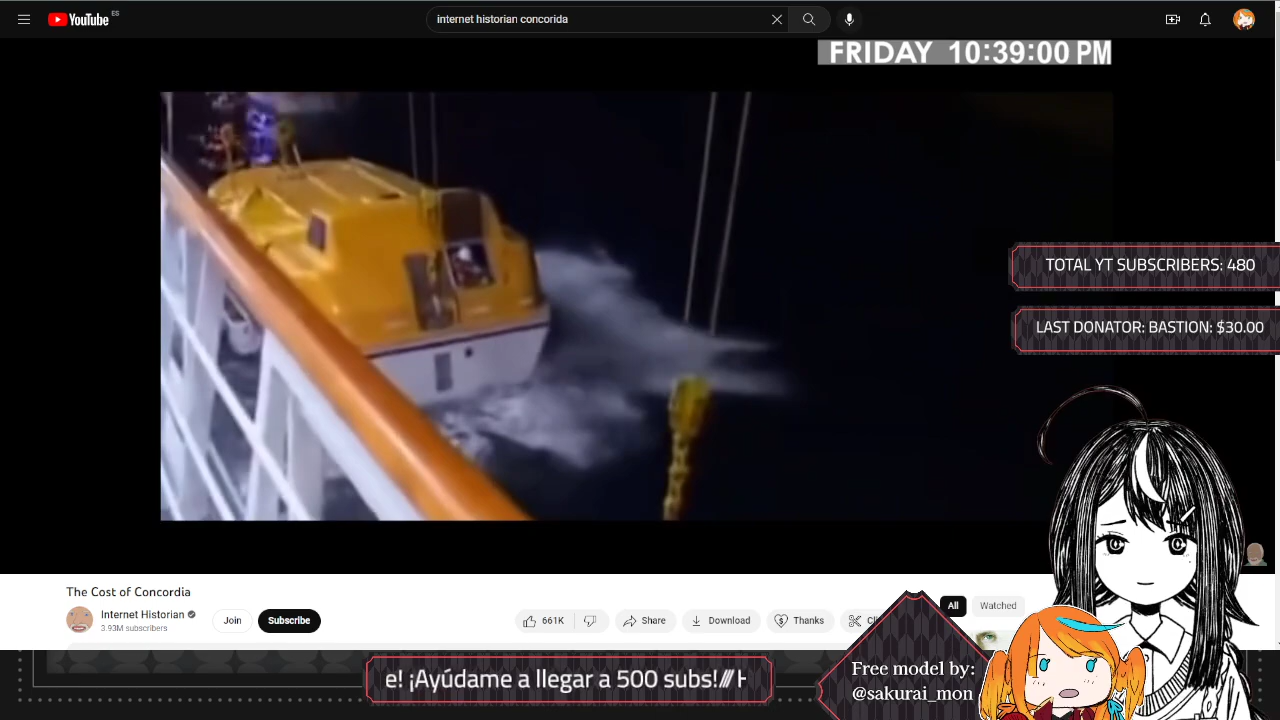 YouTube ES
internet historian concorida
FRIDAY 10:39:00 PM
TOTAL YT SUBSCRIBERS: 480
LAST DONATOR: BASTION: $30.00
The Cost of Concordia
Internet Historian
3.93M subscribers
Join
Subscribe
661K
Share
Download
Thanks
Cli
All
Watched
e! ¡Ayúdame a llegar a 500 subs!///H
Free model by:
@sakurai_mon